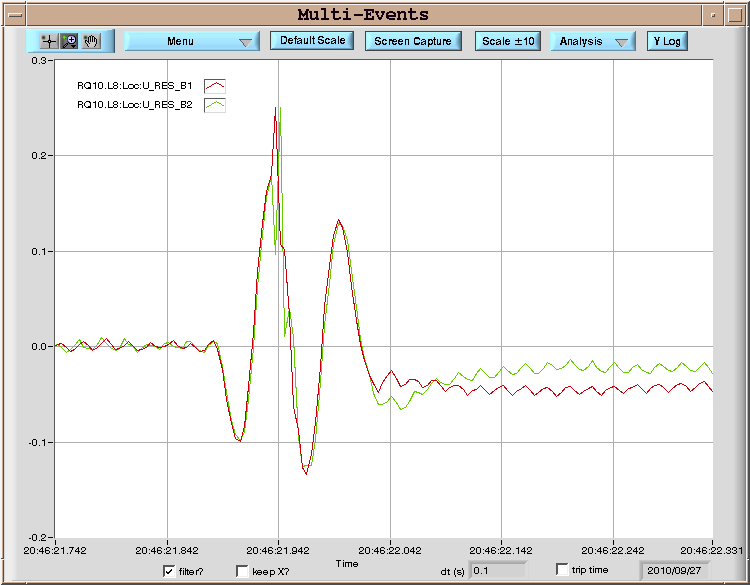 Multi-Events
Menu
Default Scale
Screen Capture
Scale ±10
Analysis
Y Log
0.3
RQ10.L8:Loc:U_RES_B1
RQ10.L8:Loc:U_RES_B2
0.2
0.1
0.0
-0.1
-0.2
20:46:21.742 20:46:21.842 20:46:21.942 20:46:22.042 20:46:22.142 20:46:22.242 20:46:22.331
Time
filter? keep X? dt (s) 0.1 trip time 2010/09/27